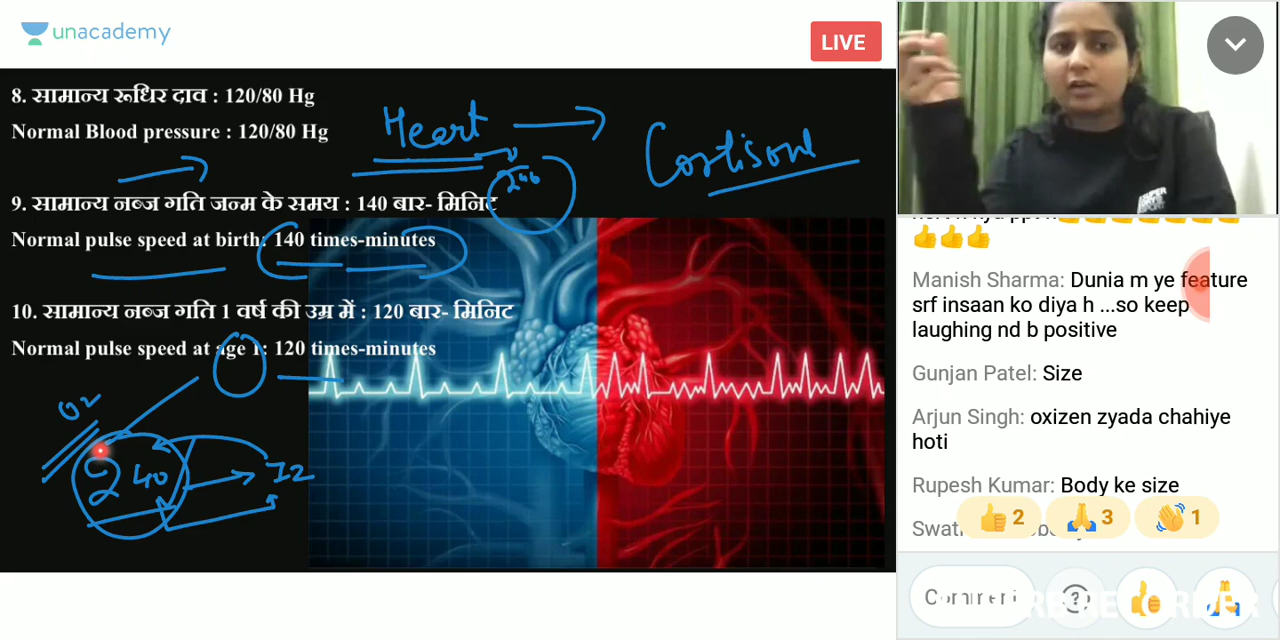 unacademy
LIVE
8. सामान्य रूधिर दाव : 120/80 Hg
Normal Blood pressure : 120/80 Hg
Heart
Cortisone
240
9. सामान्य नब्ज गति जन्म के समय : 140 बार- मिनिट
Normal pulse speed at birth: 140 times-minutes
10. सामान्य नब्ज गति 1 वर्ष की उम्र में : 120 बार- मिनिट
Normal pulse speed at age 1: 120 times-minutes
O2
240
72
Manish Sharma: Dunia m ye feature
srf insaan ko diya h ...so keep
laughing nd b positive
Gunjan Patel: Size
Arjun Singh: oxizen zyada chahiye
hoti
Rupesh Kumar: Body ke size
2
3
1